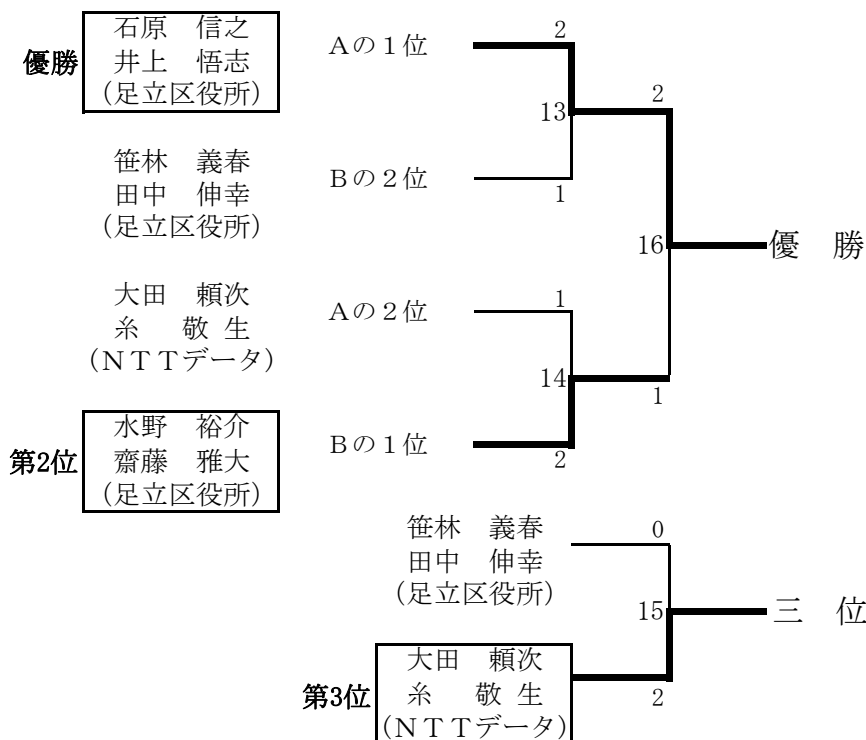 石原　信之
井上　悟志
(足立区役所)
優勝
Aの1位
2
13
2
笹林　義春
田中　伸幸
(足立区役所)
Bの2位
1
16
優　勝
大田　頼次
糸　敬生
(NTTデータ)
Aの2位
1
14
1
水野　裕介
齋藤　雅大
(足立区役所)
第2位
Bの1位
2
笹林　義春
田中　伸幸
(足立区役所)
0
15
三　位
大田　頼次
糸　敬生
(NTTデータ)
第3位
2